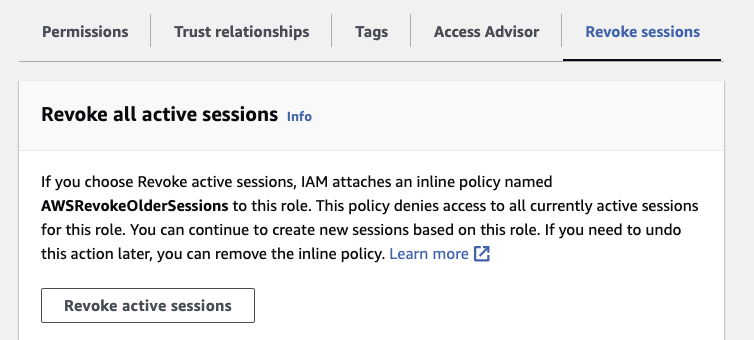 Permissions Trust relationships Tags Access Advisor Revoke sessions
Revoke all active sessions Info
If you choose Revoke active sessions, IAM attaches an inline policy named
AWSRevokeOlderSessions to this role. This policy denies access to all currently active sessions
for this role. You can continue to create new sessions based on this role. If you need to undo
this action later, you can remove the inline policy. Learn more
Revoke active sessions